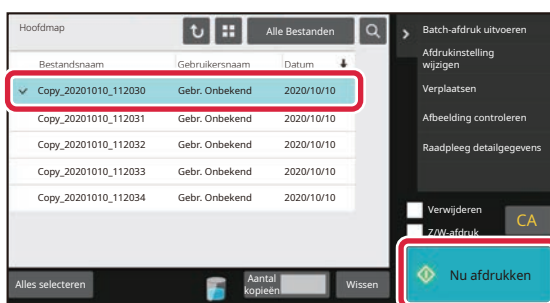 Hoofdmap
Alle Bestanden
Bestandsnaam Gebruikersnaam Datum
Copy_20201010_112030 Gebr. Onbekend 2020/10/10
Copy_20201010_112031 Gebr. Onbekend 2020/10/10
Copy_20201010_112032 Gebr. Onbekend 2020/10/10
Copy_20201010_112033 Gebr. Onbekend 2020/10/10
Copy_20201010_112034 Gebr. Onbekend 2020/10/10
Alles selecteren
Aantal
kopieën
Wissen
Batch-afdruk uitvoeren
Afdrukinstelling
wijzigen
Verplaatsen
Afbeelding controleren
Raadpleeg detailgegevens
Verwijderen
Z/W-afdruk
CA
Nu afdrukken